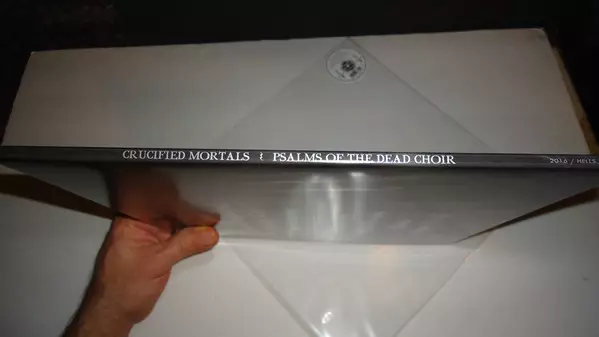 CRUCIFIED MORTALS ⁝ PSALMS OF THE DEAD CHOIR 2016 / HELLS